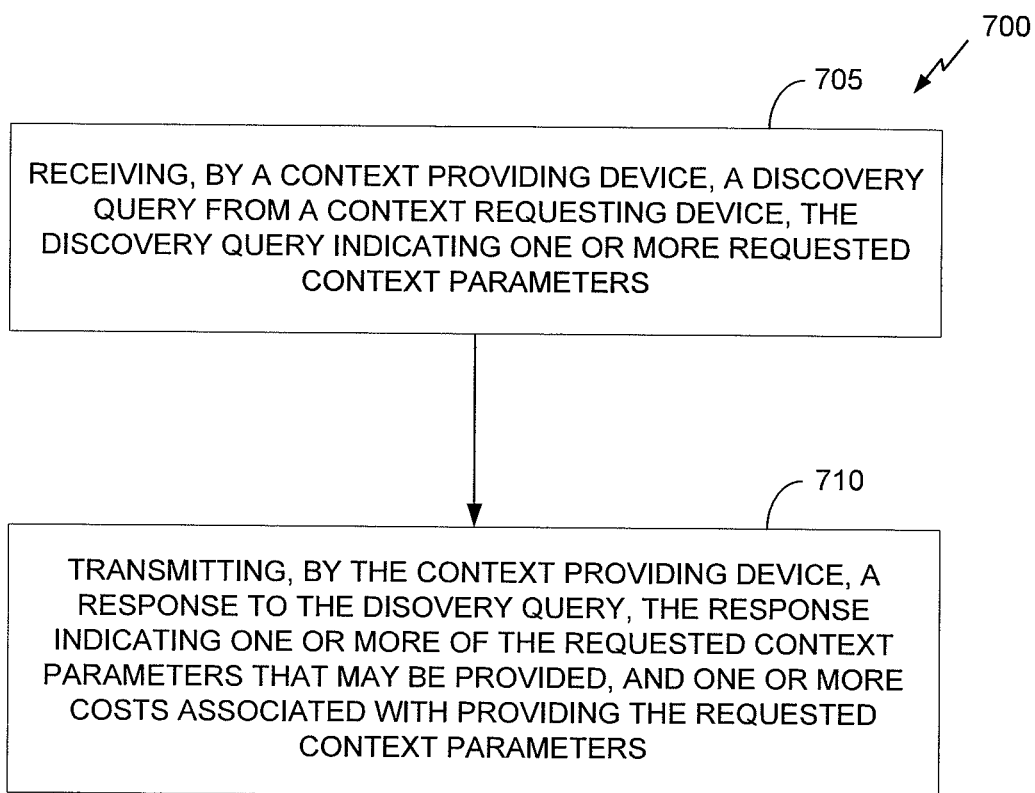 700
705
RECEIVING, BY A CONTEXT PROVIDING DEVICE, A DISCOVERY
QUERY FROM A CONTEXT REQUESTING DEVICE, THE
DISCOVERY QUERY INDICATING ONE OR MORE REQUESTED
CONTEXT PARAMETERS
710
TRANSMITTING, BY THE CONTEXT PROVIDING DEVICE, A
RESPONSE TO THE DISOVERY QUERY, THE RESPONSE
INDICATING ONE OR MORE OF THE REQUESTED CONTEXT
PARAMETERS THAT MAY BE PROVIDED, AND ONE OR MORE
COSTS ASSOCIATED WITH PROVIDING THE REQUESTED
CONTEXT PARAMETERS